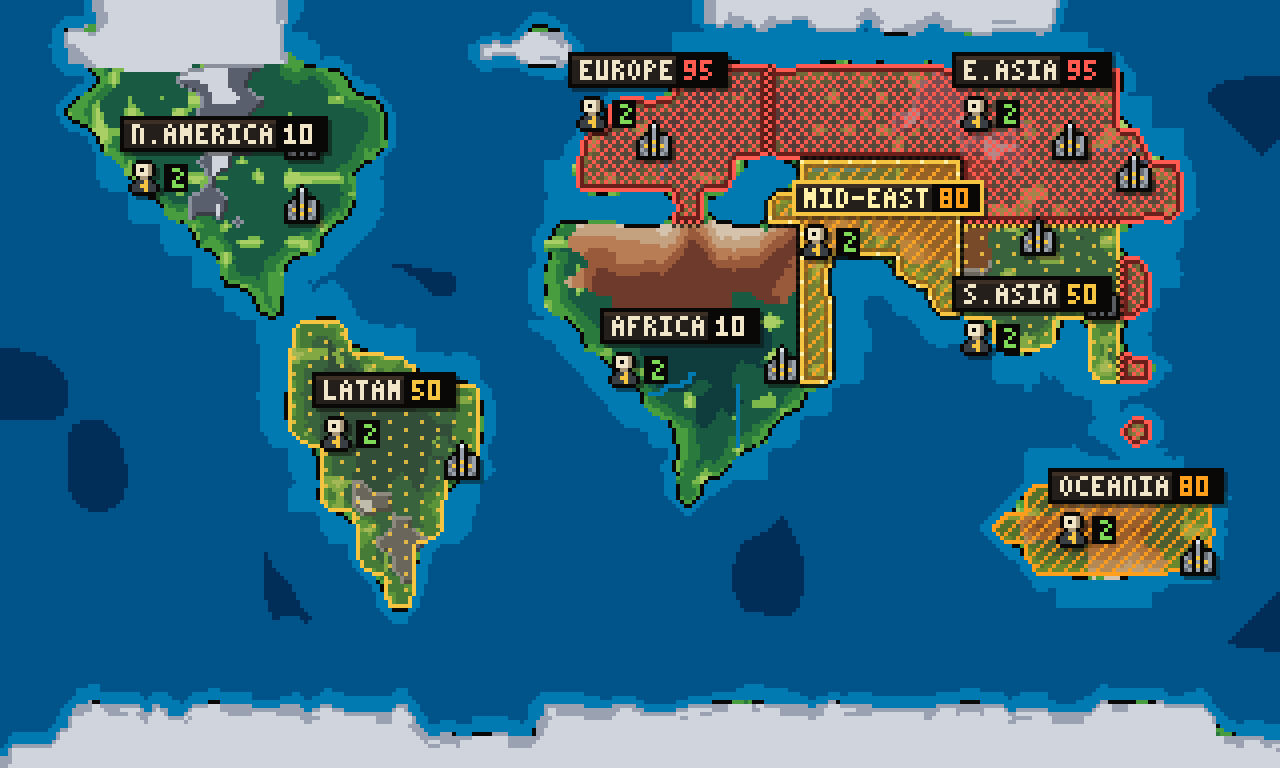 EUROPE 95
E.ASIA 95
2
2
N.AMERICA 10
2
MID-EAST 80
2
S.ASIA 50
2
AFRICA 10
2
LATAM 50
2
OCEANIA 80
2